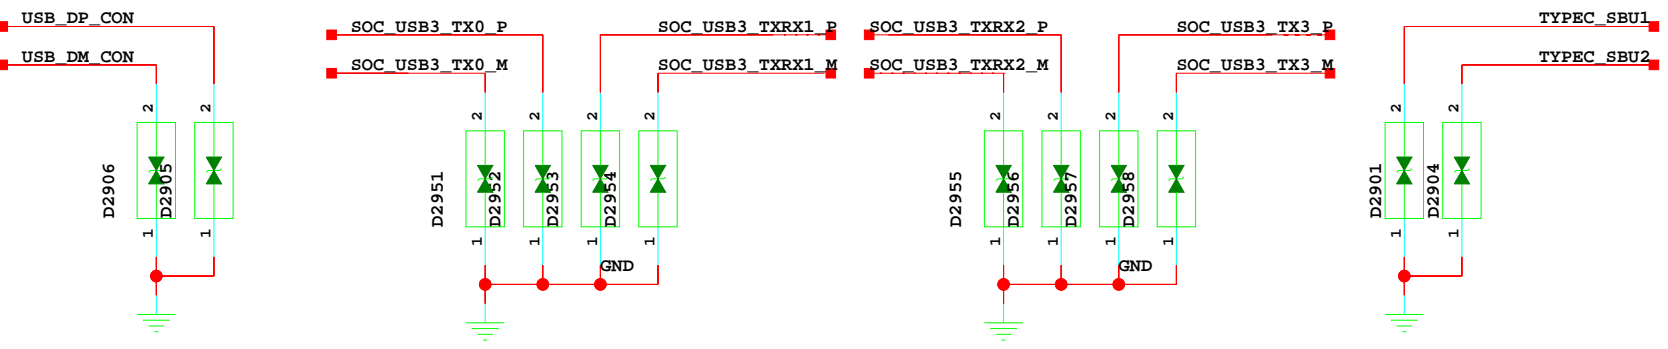 USB_DP_CON
USB_DM_CON
2 2
D2906 D2905
1 1
SOC_USB3_TX0_P SOC_USB3_TXRX1_P
SOC_USB3_TX0_M SOC_USB3_TXRX1_M
2 2 2 2
D2951 D2952 D2953 D2954
1 1 1 1
GND
SOC_USB3_TXRX2_P SOC_USB3_TX3_P
SOC_USB3_TXRX2_M SOC_USB3_TX3_M
2 2 2 2
D2955 D2956 D2957 D2958
1 1 1 1
GND
TYPEC_SBU1
TYPEC_SBU2
2 2
D2901 D2904
1 1